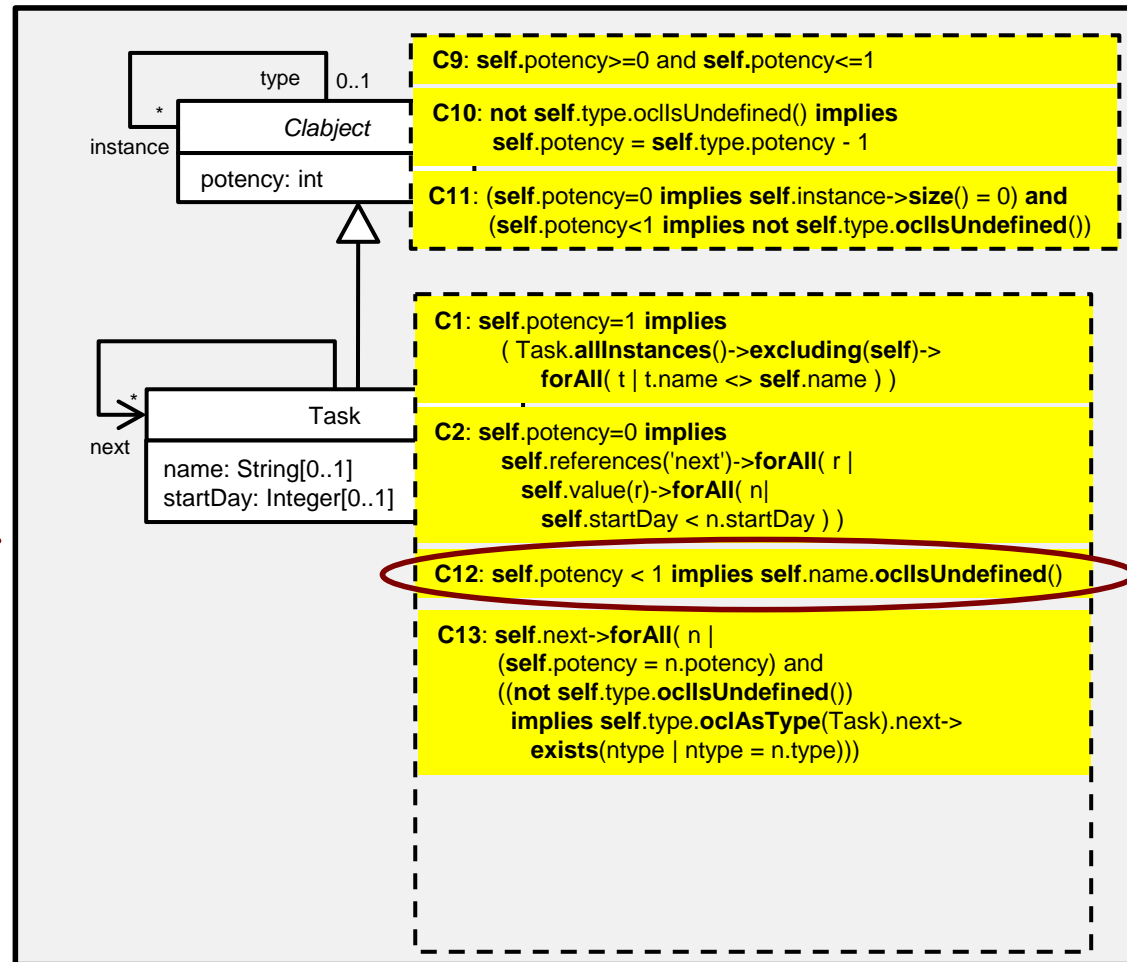 type
0..1
*
instance
Clabject
potency: int
C9: self.potency>=0 and self.potency<=1
C10: not self.type.oclIsUndefined() implies
self.potency = self.type.potency - 1
C11: (self.potency=0 implies self.instance->size() = 0) and
(self.potency<1 implies not self.type.oclIsUndefined())
*
next
Task
name: String[0..1]
startDay: Integer[0..1]
C1: self.potency=1 implies
( Task.allInstances()->excluding(self)->
forAll( t | t.name <> self.name ) )
C2: self.potency=0 implies
self.references('next')->forAll( r |
self.value(r)->forAll( n|
self.startDay < n.startDay ) )
C12: self.potency < 1 implies self.name.oclIsUndefined()
C13: self.next->forAll( n |
(self.potency = n.potency) and
((not self.type.oclIsUndefined())
implies self.type.oclAsType(Task).next->
exists(ntype | ntype = n.type)))